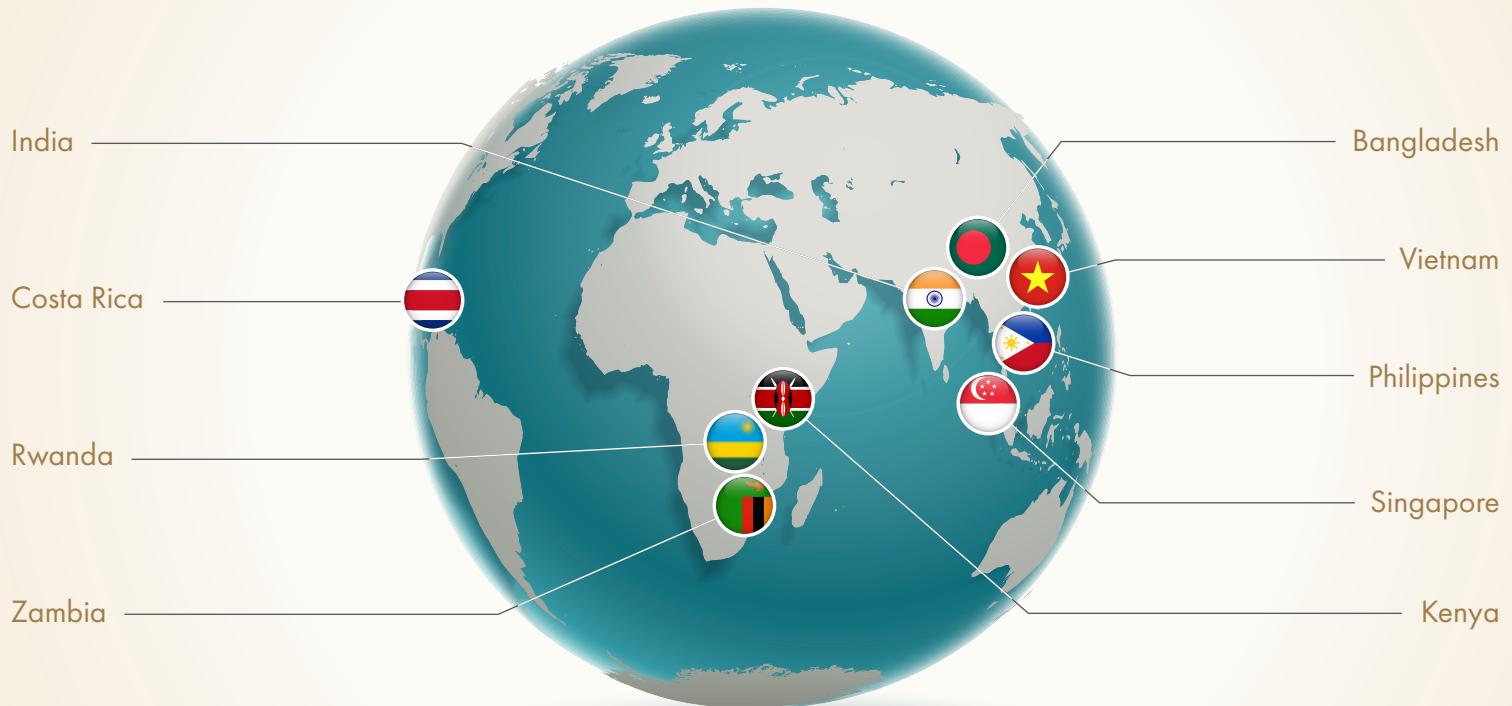 India
Costa Rica
Rwanda
Zambia
Bangladesh
Vietnam
Philippines
Singapore
Kenya